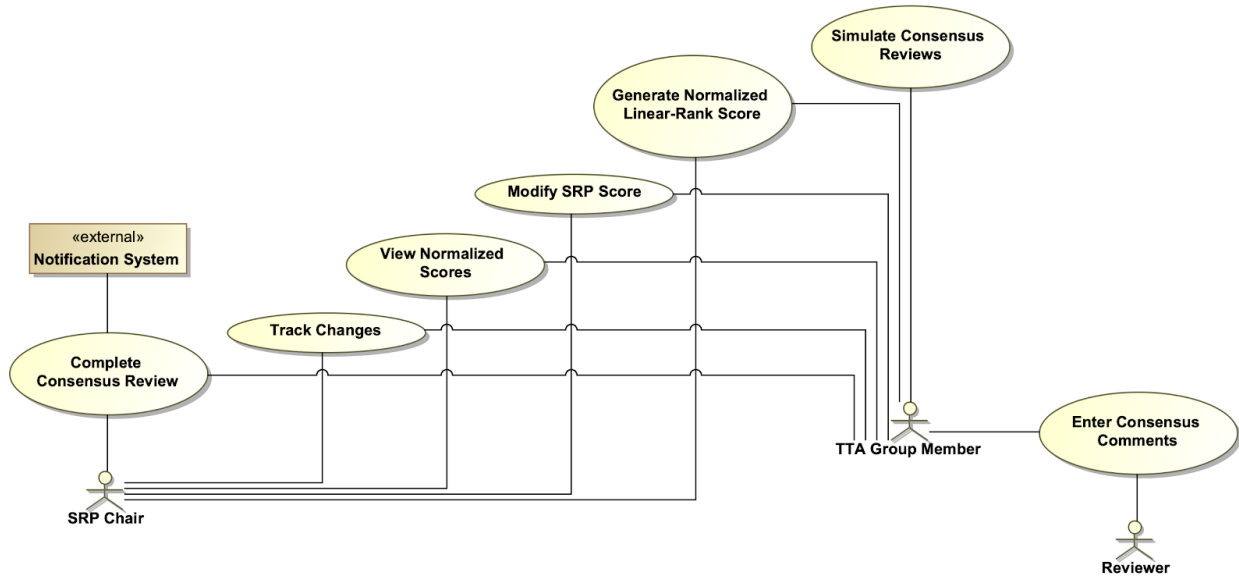 Simulate Consensus
Reviews
Generate Normalized
Linear-Rank Score
Modify SRP Score
«external»
Notification System
View Normalized
Scores
Track Changes
Complete
Consensus Review
Enter Consensus
Comments
TTA Group Member
SRP Chair
Reviewer